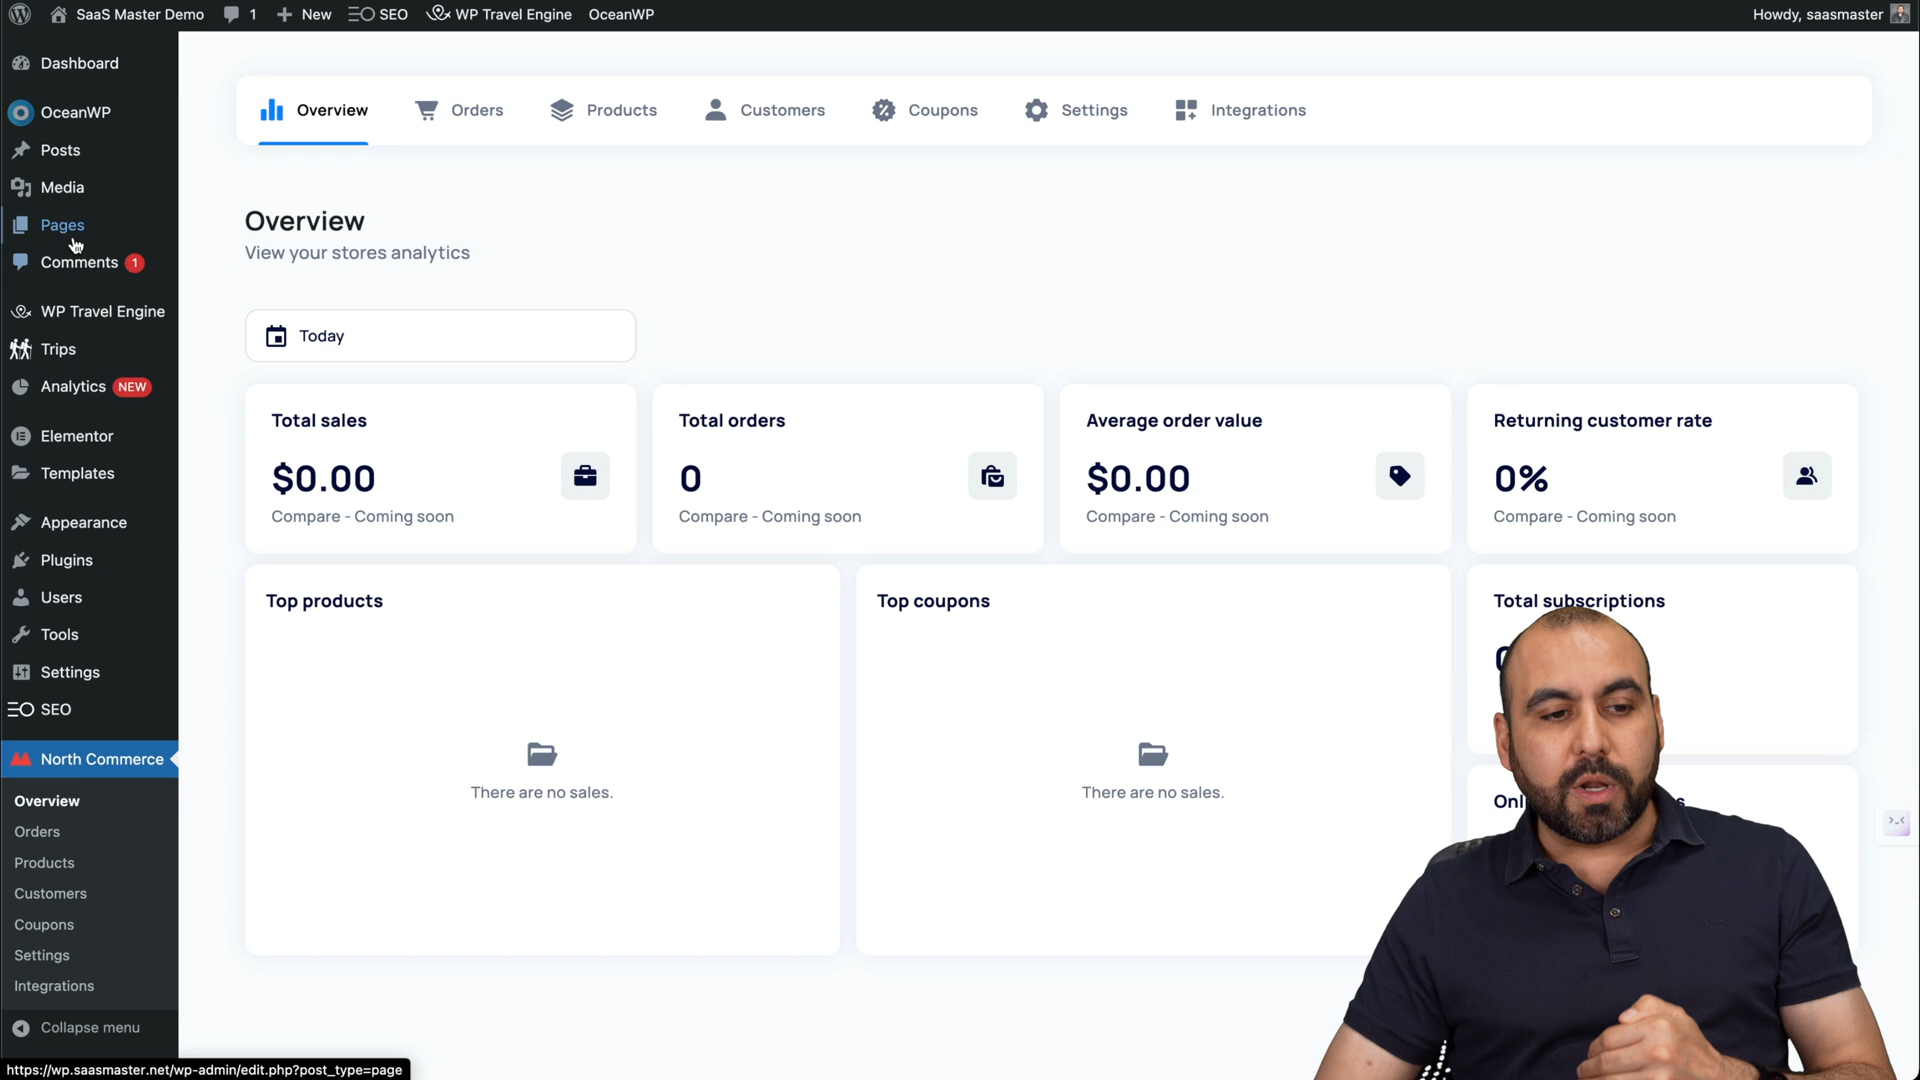 SaaS Master Demo 1 New SEO WP Travel Engine OceanWP Howdy, saasmaster
Dashboard
OceanWP
Posts
Media
Pages
Comments 1
WP Travel Engine
Trips
Analytics NEW
Elementor
Templates
Appearance
Plugins
Users
Tools
Settings
SEO
North Commerce
Overview
Orders
Products
Customers
Coupons
Settings
Integrations
Collapse menu
https://wp.saasmaster.net/wp-admin/edit.php?post_type=page
Overview Orders Products Customers Coupons Settings Integrations
Overview
View your stores analytics
Today
Total sales
$0.00
Compare - Coming soon
Total orders
0
Compare - Coming soon
Average order value
$0.00
Compare - Coming soon
Returning customer rate
0%
Compare - Coming soon
Top products
There are no sales.
Top coupons
There are no sales.
Total subscriptions